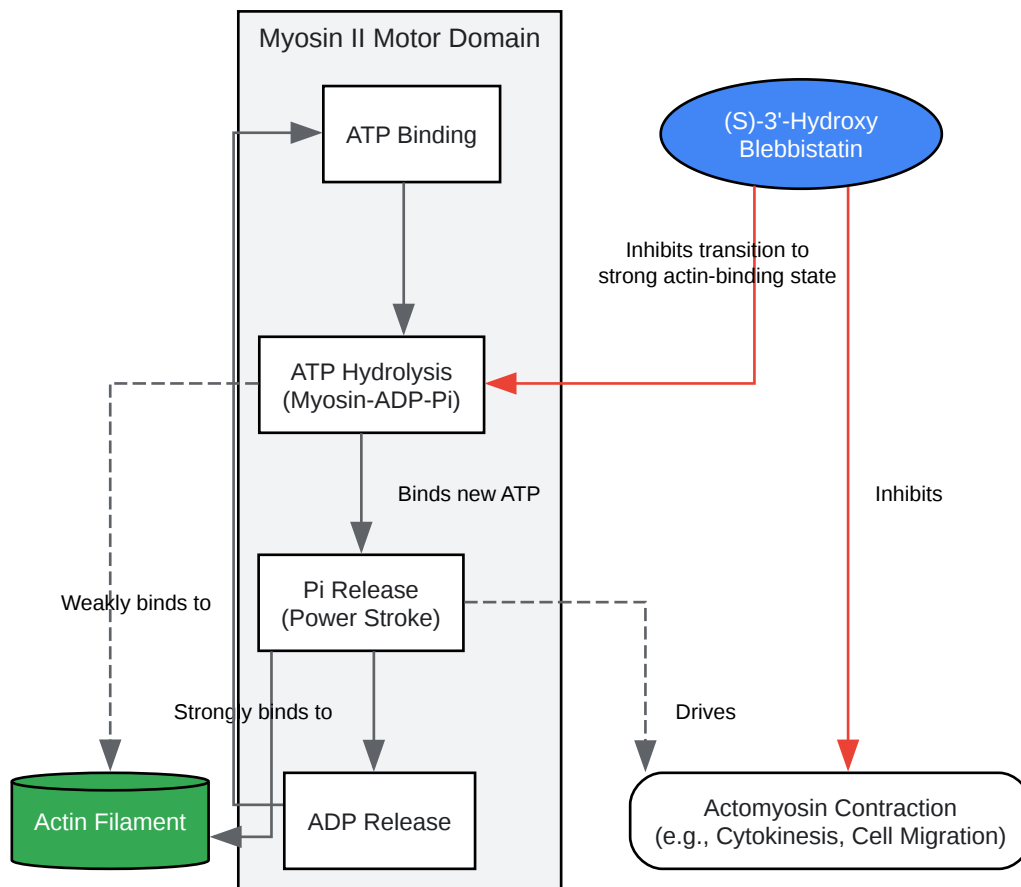 Myosin II Motor Domain
ATP Binding
(S)-3'-Hydroxy
Blebbistatin
Inhibits transition to
strong actin-binding state
ATP Hydrolysis
(Myosin-ADP-Pi)
Binds new ATP
Inhibits
Pi Release
(Power Stroke)
Weakly binds to
Strongly binds to
Drives
Actin Filament
ADP Release
Actomyosin Contraction
(e.g., Cytokinesis, Cell Migration)